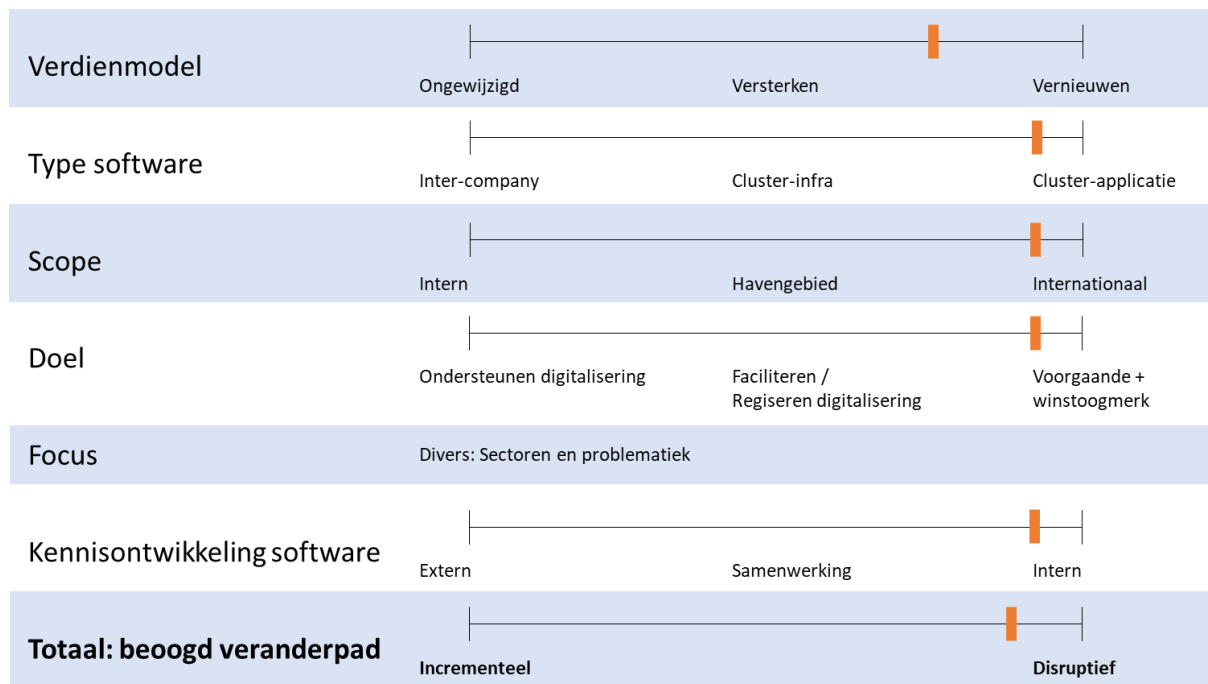 Verdienmodel
Ongewijzigd Versterken Vernieuwen
Type software
Inter-company Cluster-infra Cluster-applicatie
Scope
Intern Havengebied Internationaal
Doel
Ondersteunen digitalisering Faciliteren / Voorgaande +
Regiseren digitalisering winstoogmerk
Focus Divers: Sectoren en problematiek
Kennisontwikkeling software
Extern Samenwerking Intern
Totaal: beoogd veranderpad
Incrementeel Disruptief